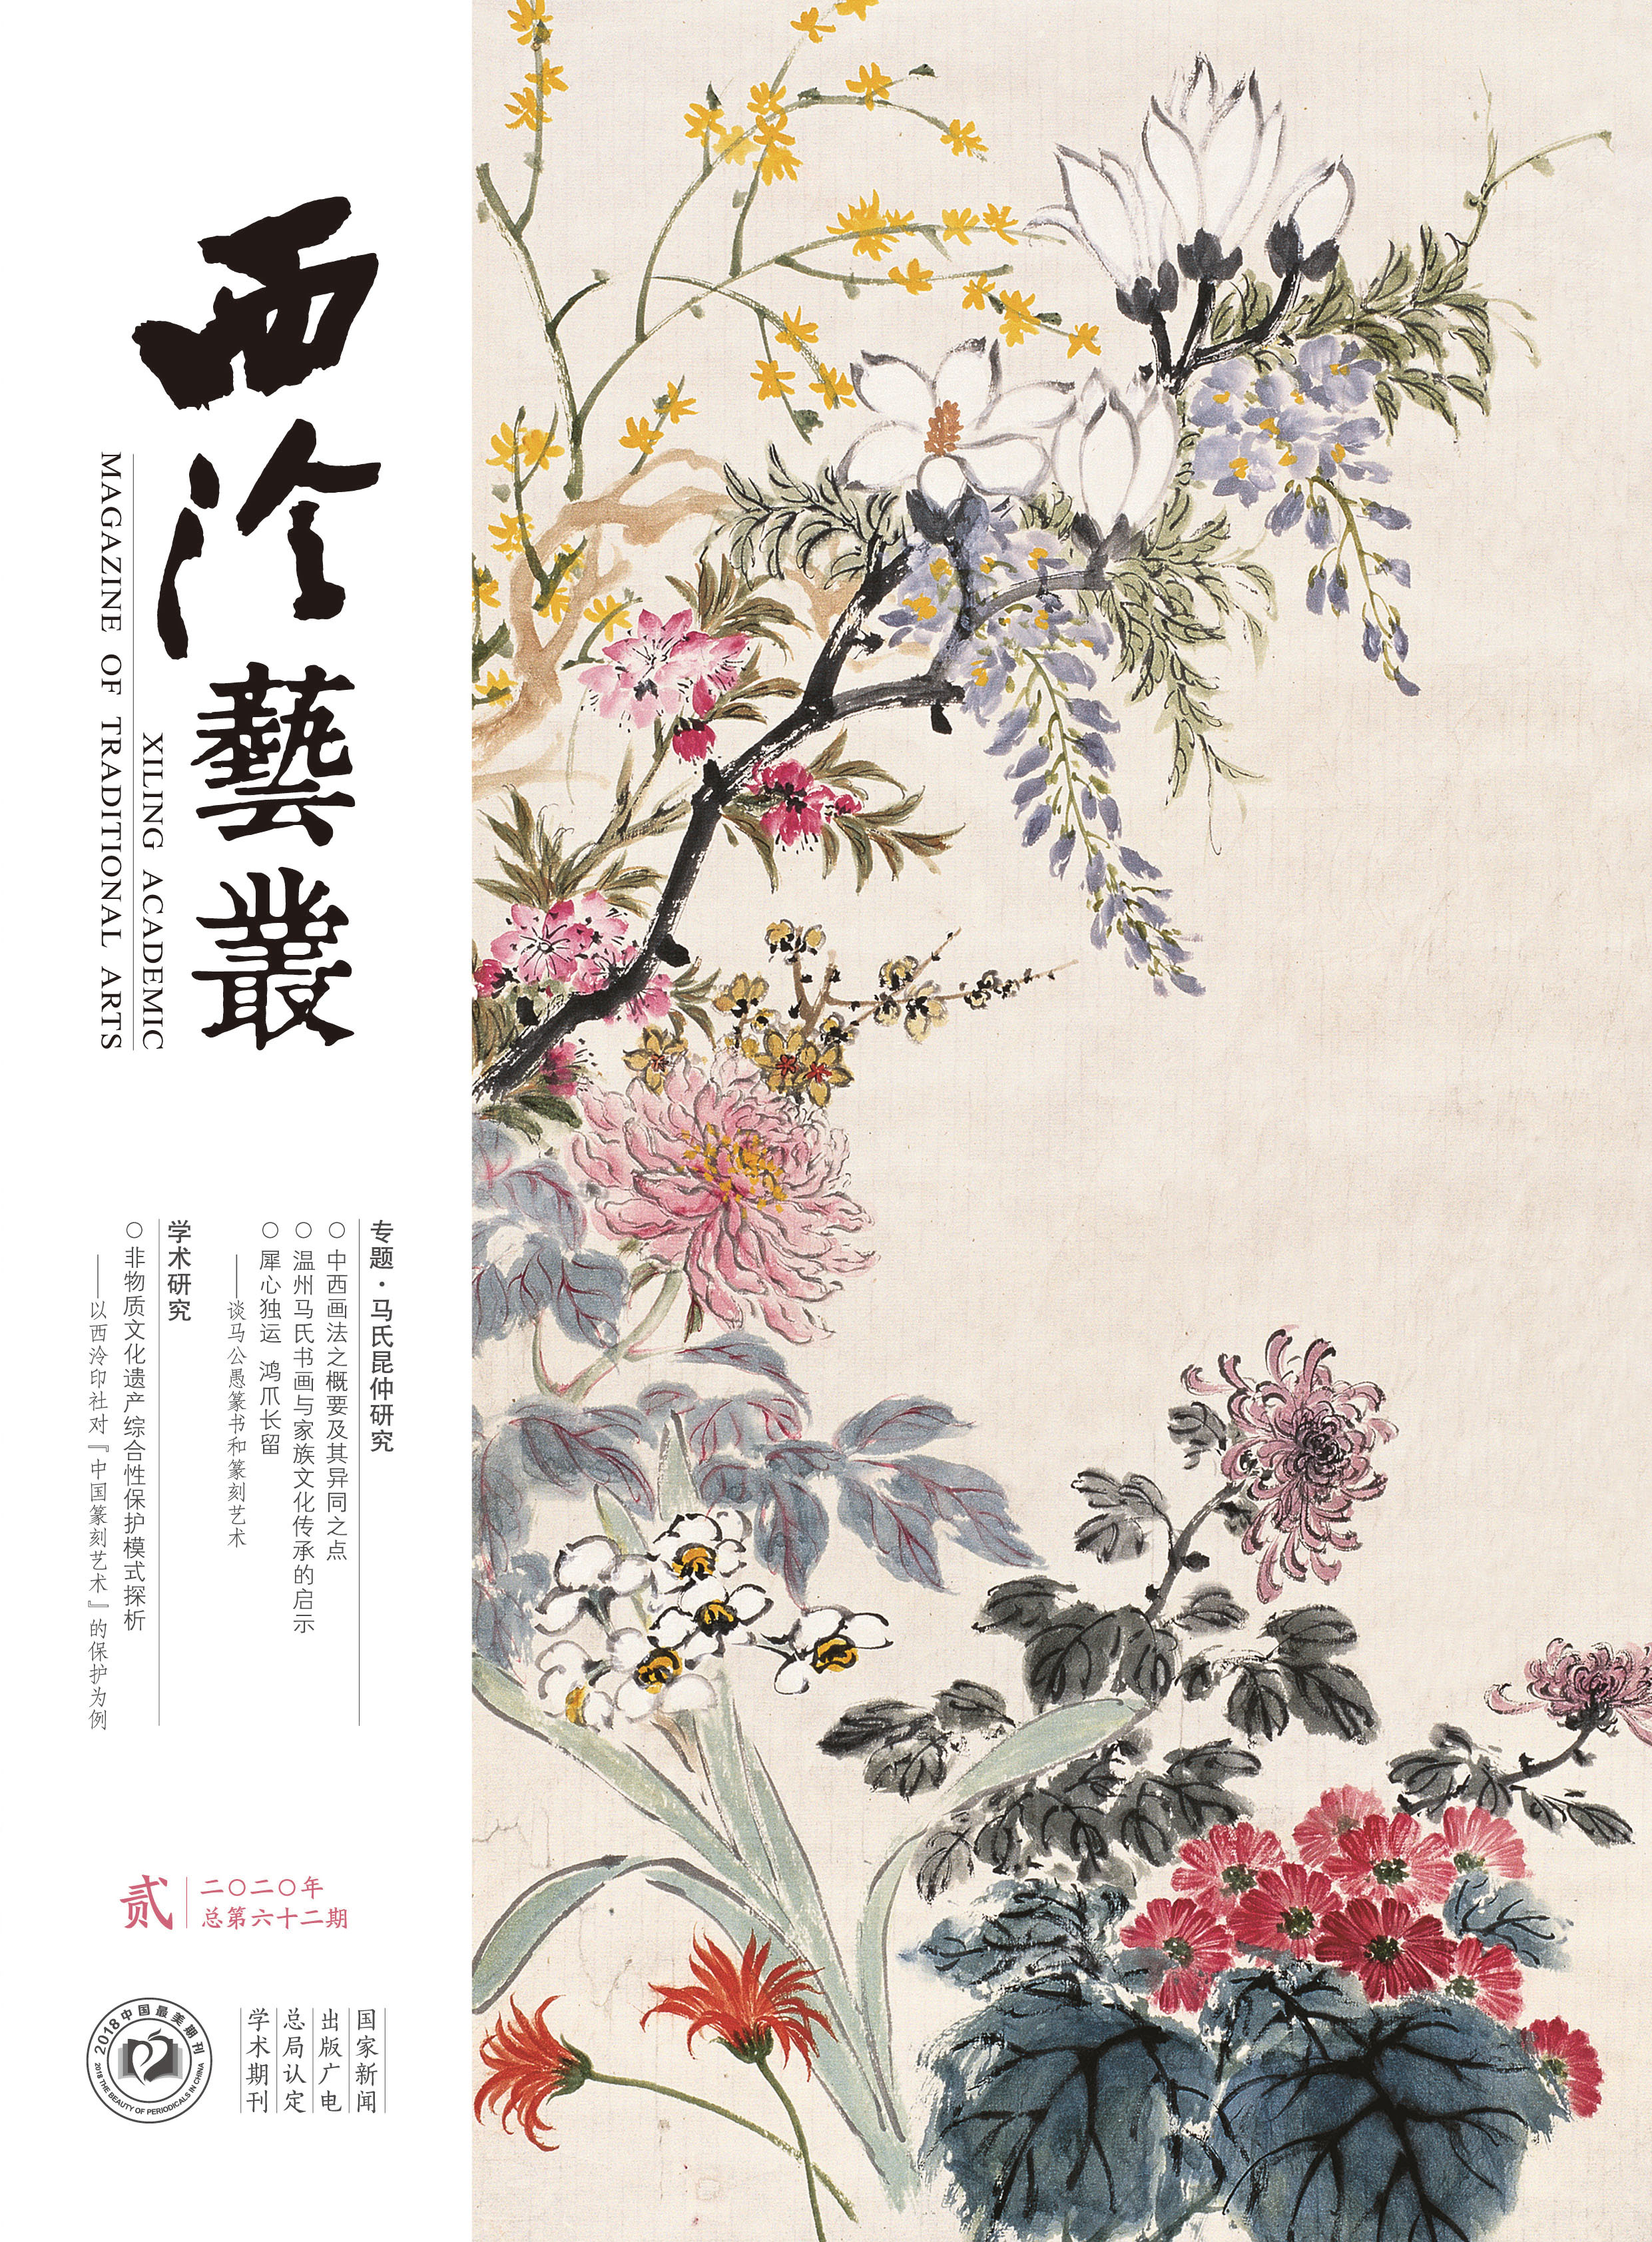 西泠藝叢
XILING ACADEMIC
MAGAZINE OF TRADITIONAL ARTS
专题·马氏昆仲研究
○ 中西画法之概要及其异同之点
○ 温州马氏书画与家族文化传承的启示
○ 犀心独运 鸿爪长留
——谈马公愚篆书和篆刻艺术
学术研究
○ 非物质文化遗产综合性保护模式探析
——以西泠印社对『中国篆刻艺术』的保护为例
贰
二〇二〇年
总第六十二期
国家新闻
出版广电
总局认定
学术期刊
2018中国最美期刊
2018 THE BEAUTY OF PERIODICALS IN CHINA